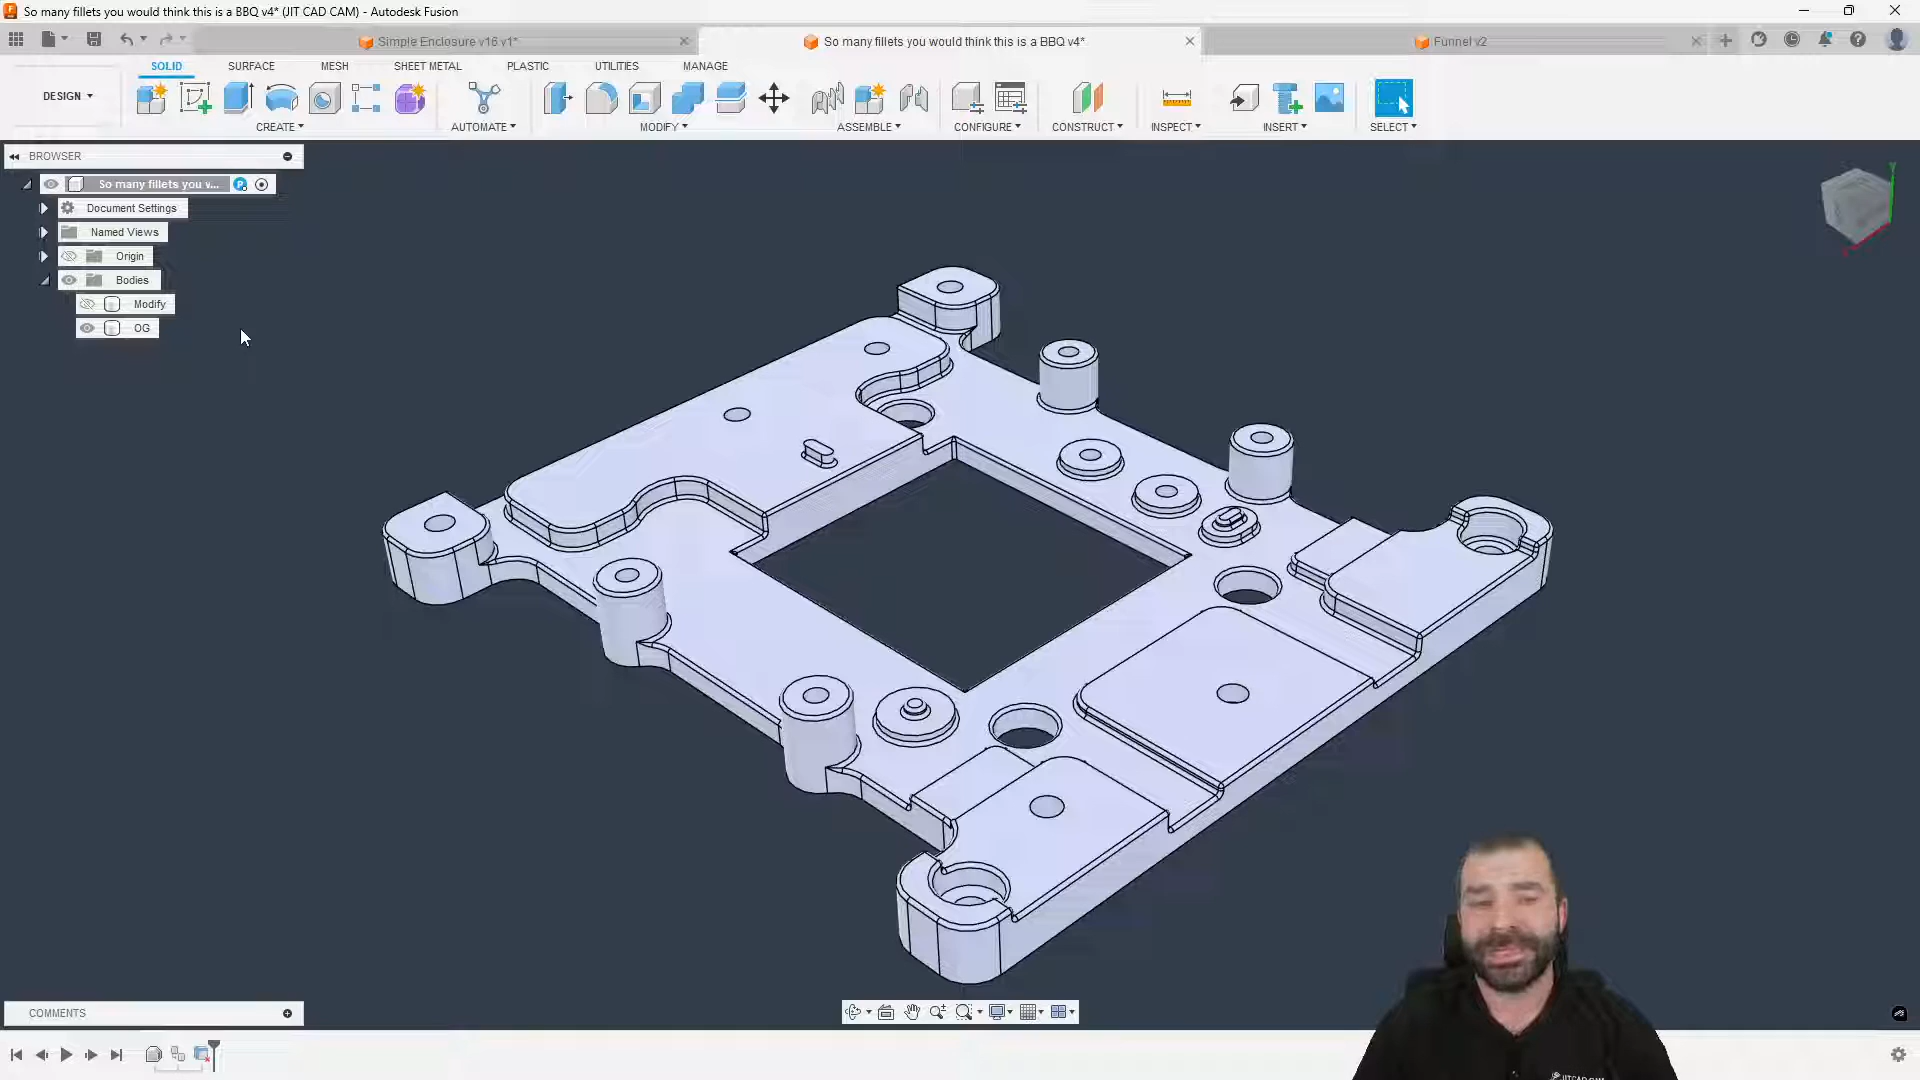 So many fillets you would think this is a BBQ v4* (JIT CAD CAM) - Autodesk Fusion
Simple Enclosure v16 v1*
So many fillets you would think this is a BBQ v4*
Funnel v2
SOLID
SURFACE
MESH
SHEET METAL
PLASTIC
UTILITIES
MANAGE
DESIGN
CREATE
AUTOMATE
MODIFY
ASSEMBLE
CONFIGURE
CONSTRUCT
INSPECT
INSERT
SELECT
BROWSER
So many fillets you v...
Document Settings
Named Views
Origin
Bodies
Modify
OG
COMMENTS
JITCAD CAM